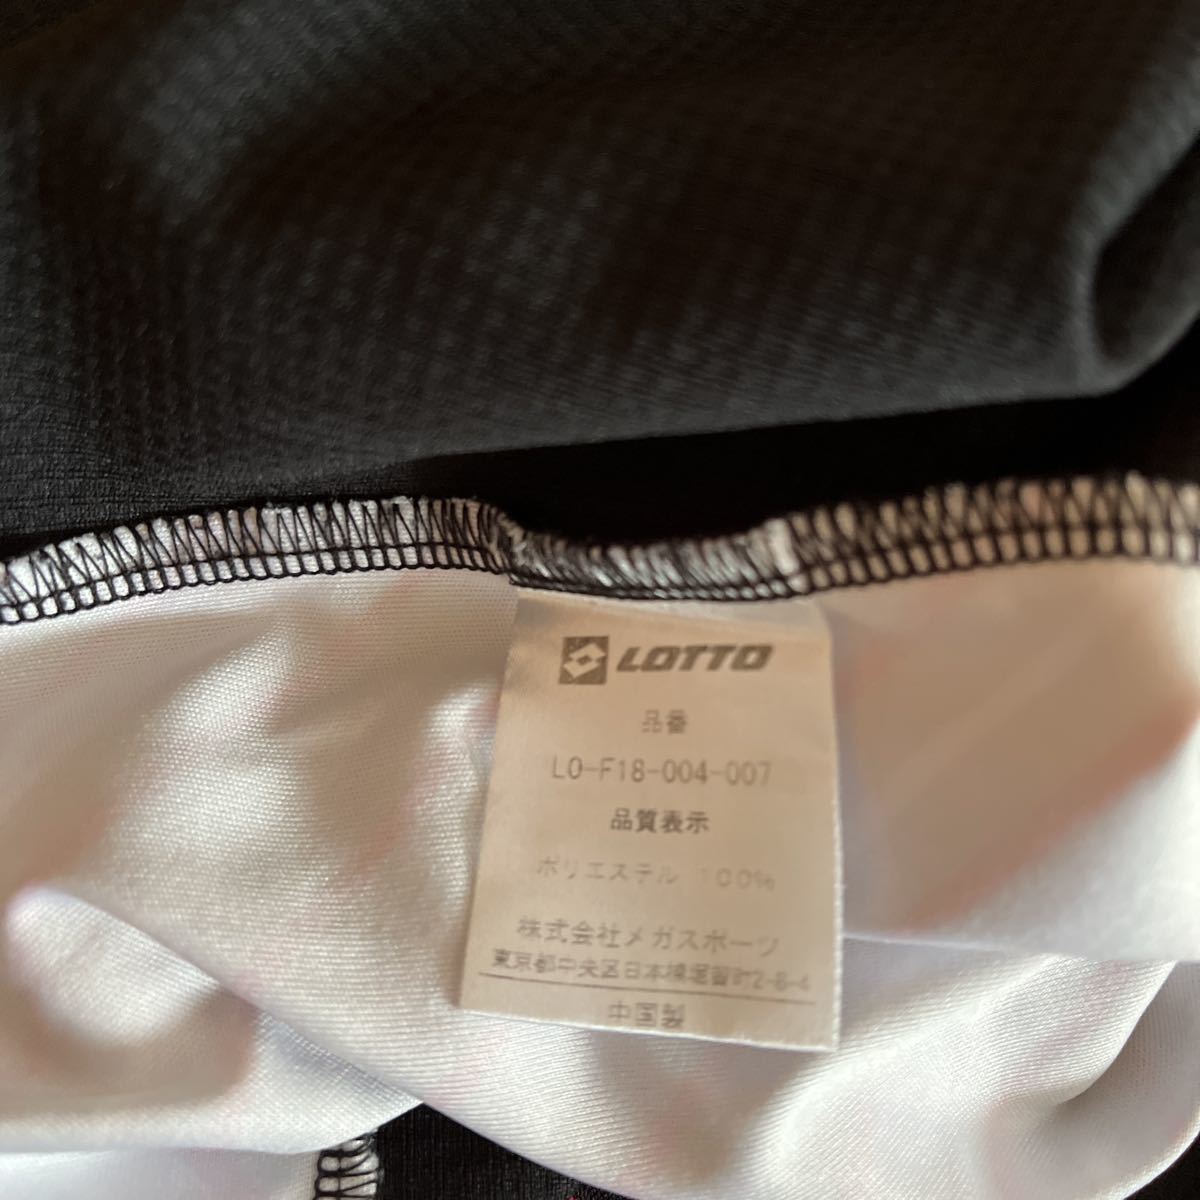 LOTTO
品番
LO-F18-004-007
品質表示
ポリエステル 100%
株式会社メガスポーツ
東京都中央区日本橋堀留町2-8-4
中国製